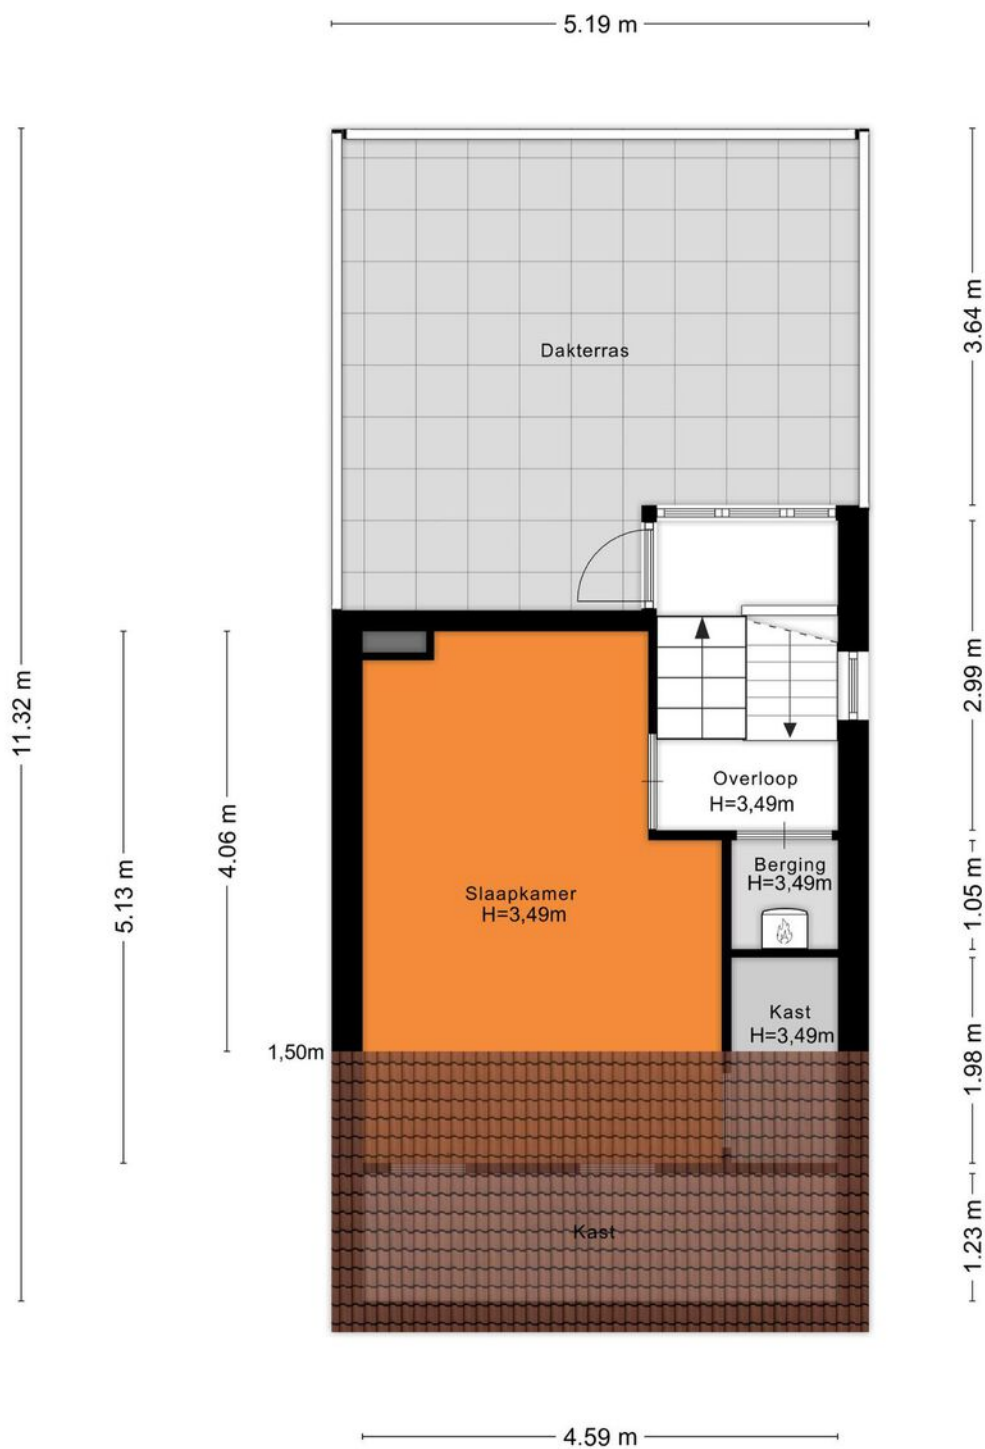 5.19 m
3.64 m
Dakterras
2.99 m
11.32 m
Overloop
H=3,49m
4.06 m
5.13 m
Berging
H=3,49m
1.05 m
Slaapkamer
H=3,49m
Kast
H=3,49m
1,50m
1.98 m
Kast
1.23 m
4.59 m